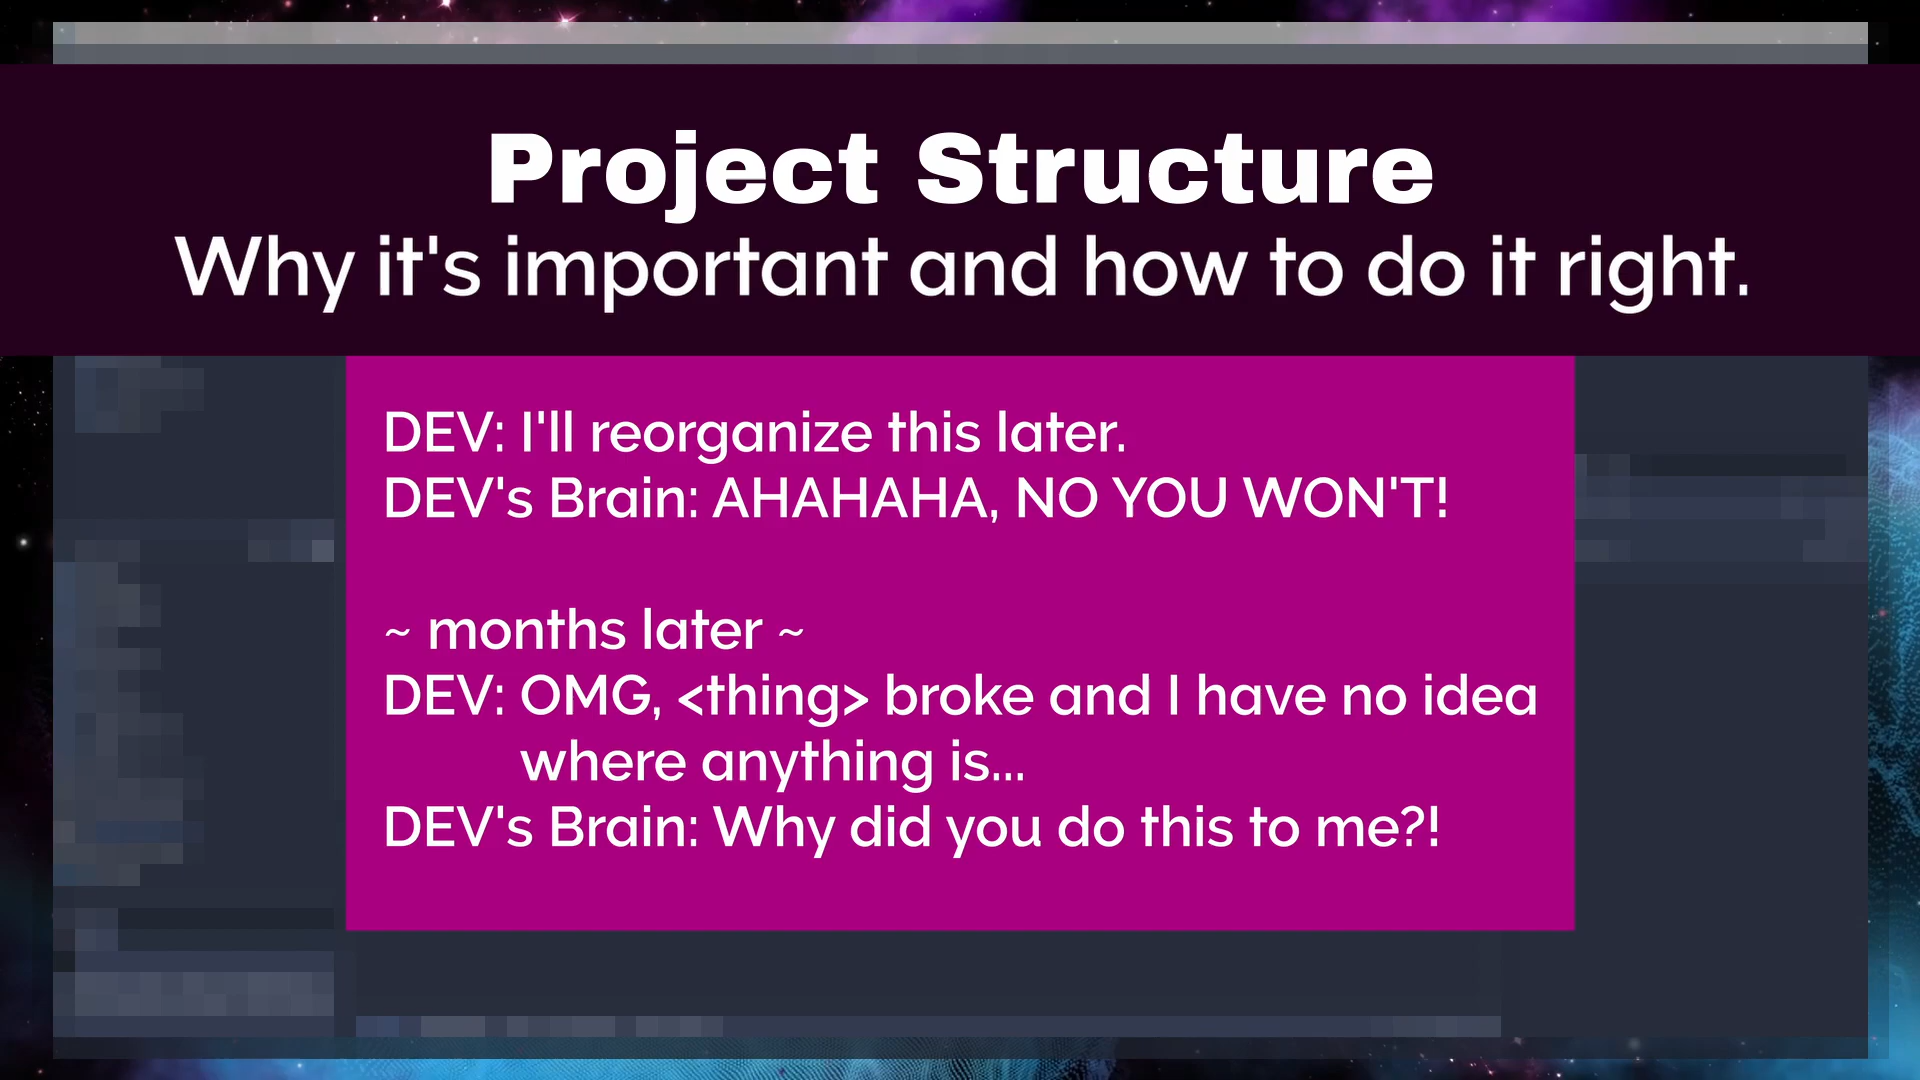 Project Structure
Why it's important and how to do it right.
DEV: I'll reorganize this later.
DEV's Brain: AHAHAHA, NO YOU WON'T!
~ months later ~
DEV: OMG, <thing> broke and I have no idea
where anything is...
DEV's Brain: Why did you do this to me?!